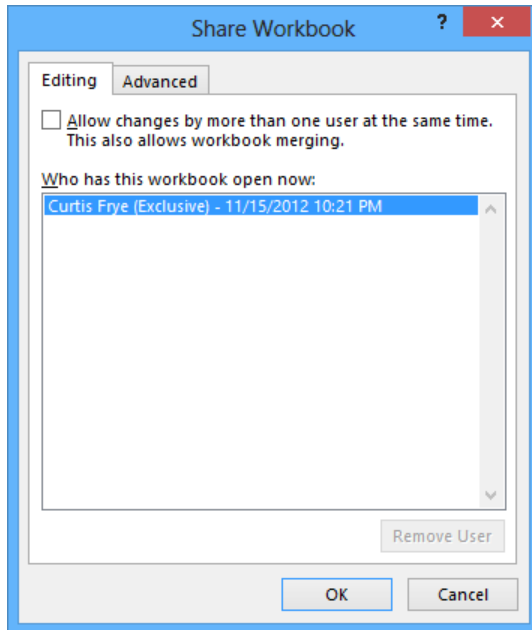 Share Workbook
?
Editing
Advanced
Allow changes by more than one user at the same time.
This also allows workbook merging.
Who has this workbook open now:
Curtis Frye (Exclusive) - 11/15/2012 10:21 PM
Remove User
OK
Cancel